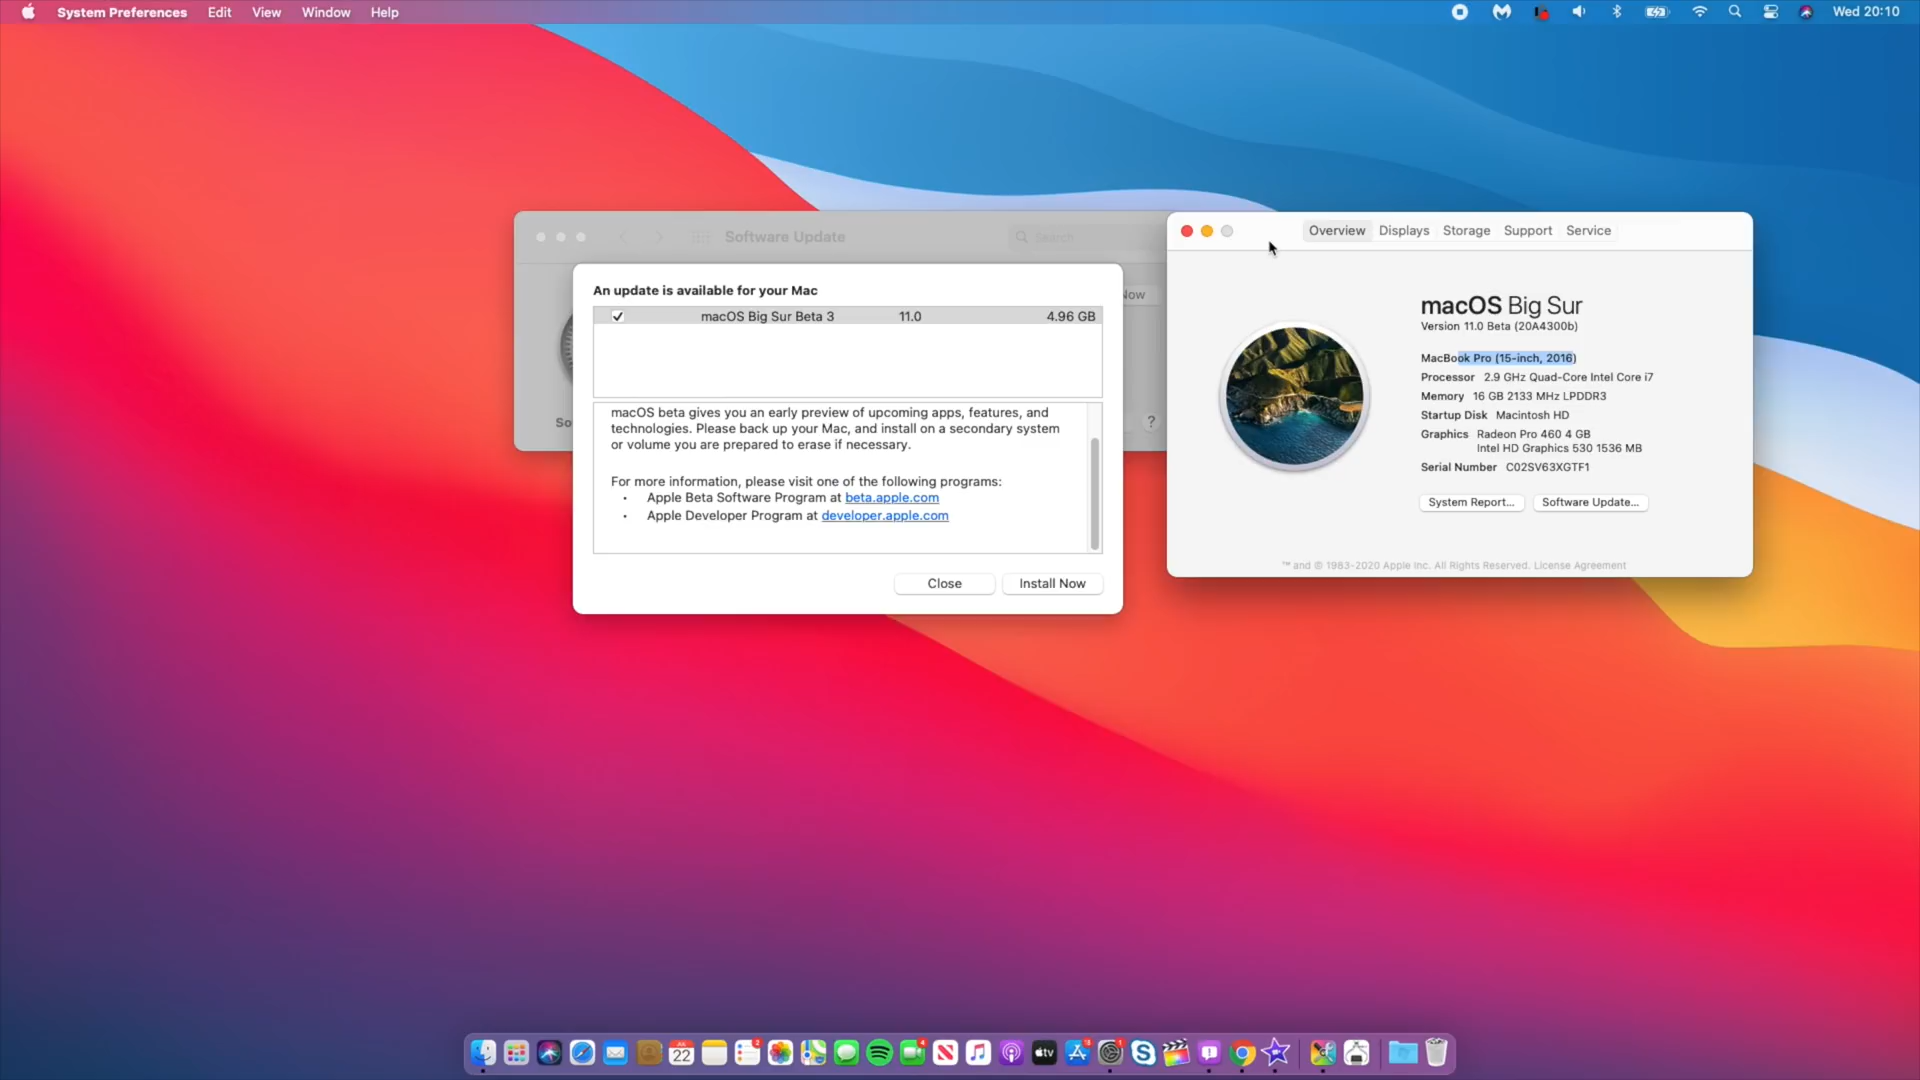 System Preferences Edit View Window Help
Wed 20:10
Software Update
Search
Now
So
?
An update is available for your Mac
macOS Big Sur Beta 3 11.0 4.96 GB
macOS beta gives you an early preview of upcoming apps, features, and
technologies. Please back up your Mac, and install on a secondary system
or volume you are prepared to erase if necessary.
For more information, please visit one of the following programs:
• Apple Beta Software Program at beta.apple.com
• Apple Developer Program at developer.apple.com
Close Install Now
Overview Displays Storage Support Service
macOS Big Sur
Version 11.0 Beta (20A4300b)
MacBook Pro (15-inch, 2016)
Processor 2.9 GHz Quad-Core Intel Core i7
Memory 16 GB 2133 MHz LPDDR3
Startup Disk Macintosh HD
Graphics Radeon Pro 460 4 GB
Intel HD Graphics 530 1536 MB
Serial Number C02SV63XGTF1
System Report... Software Update...
™ and © 1983-2020 Apple Inc. All Rights Reserved. License Agreement
JUL
22
tv